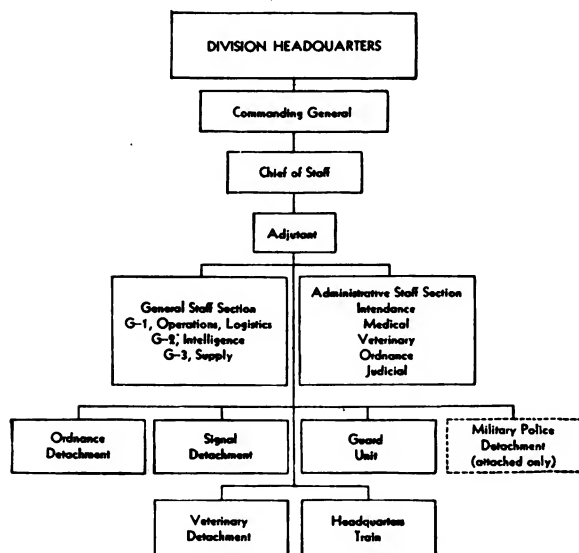 DIVISION HEADQUARTERS
Commanding General
Chief of Staff
Adjutant
General Staff Section
G-1, Operations, Logistics
G-2, Intelligence
G-3, Supply
Administrative Staff Section
Intendance
Medical
Veterinary
Ordnance
Judicial
Ordnance
Detachment
Signal
Detachment
Guard
Unit
Military Police
Detachment
(attached only)
Veterinary
Detachment
Headquarters
Train